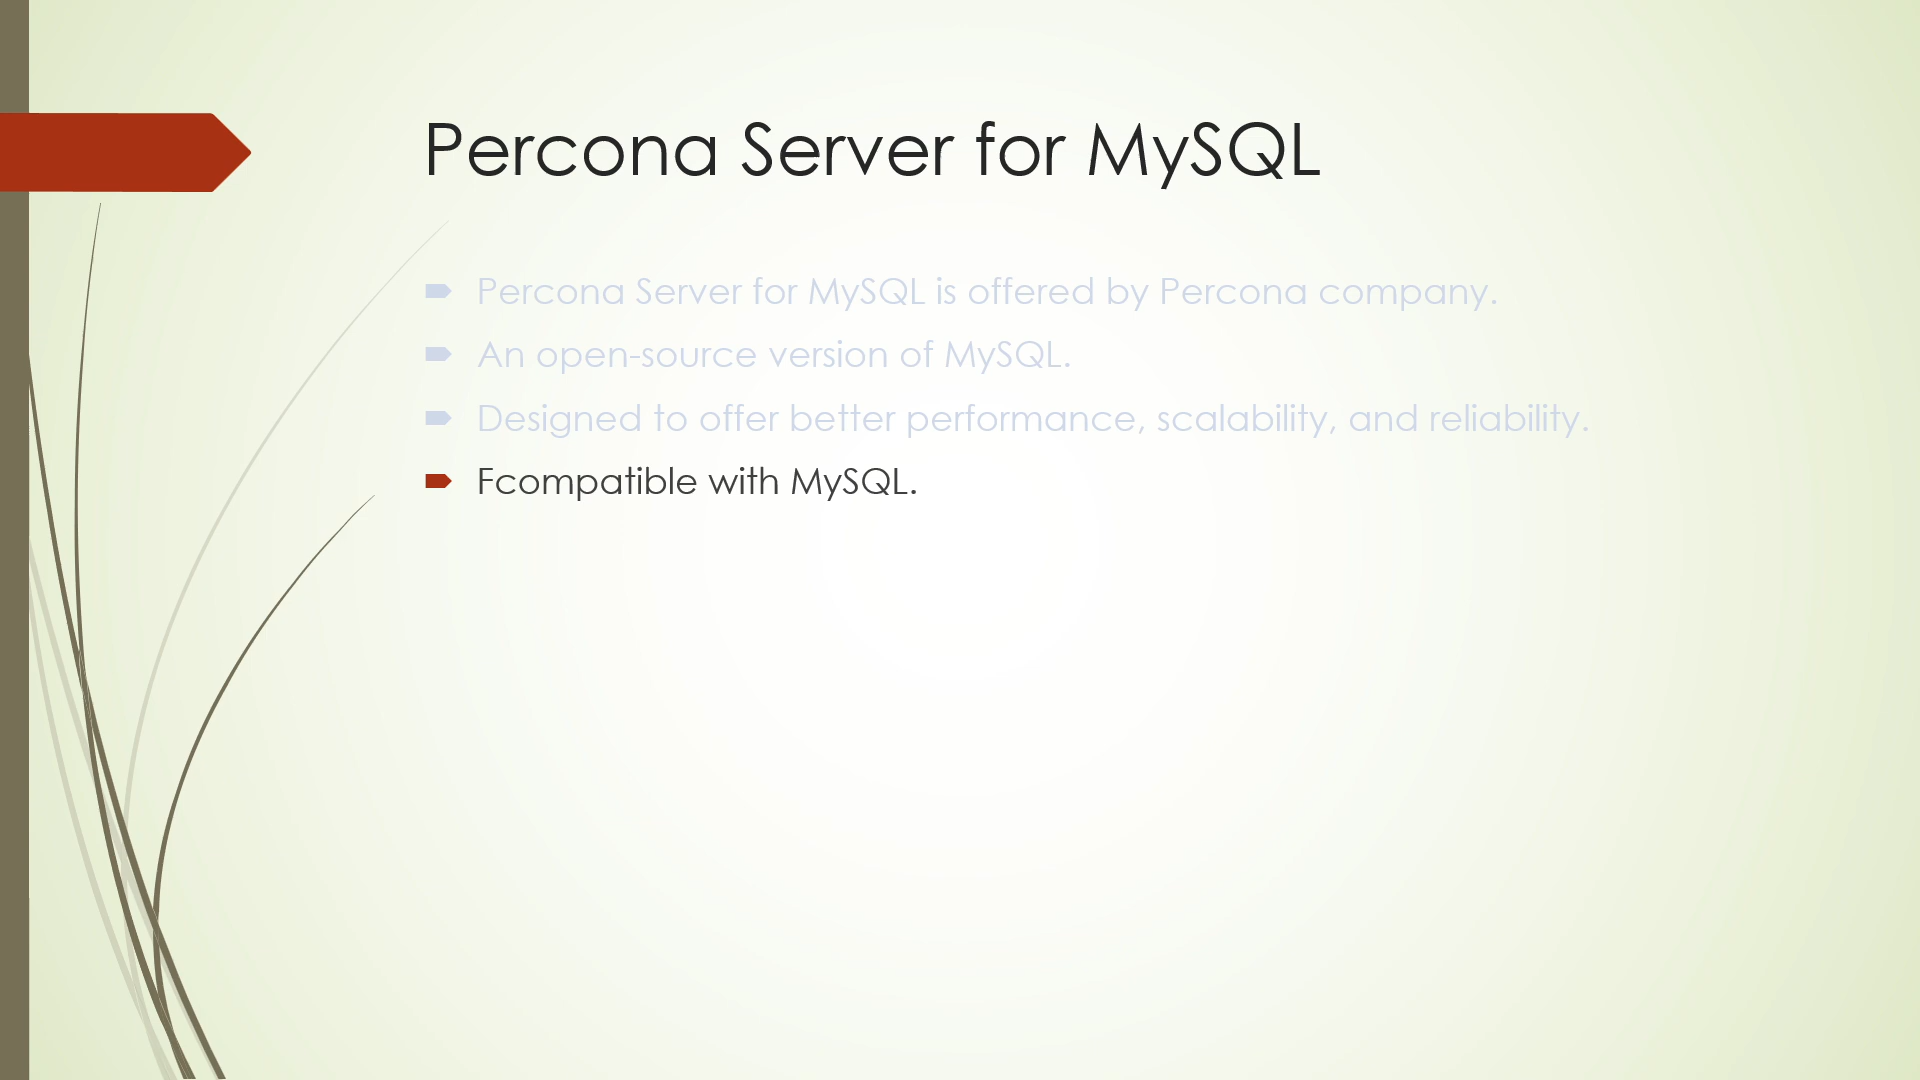 Percona Server for MySQL
Percona Server for MySQL is offered by Percona company.
An open-source version of MySQL.
Designed to offer better performance, scalability, and reliability.
Fcompatible with MySQL.